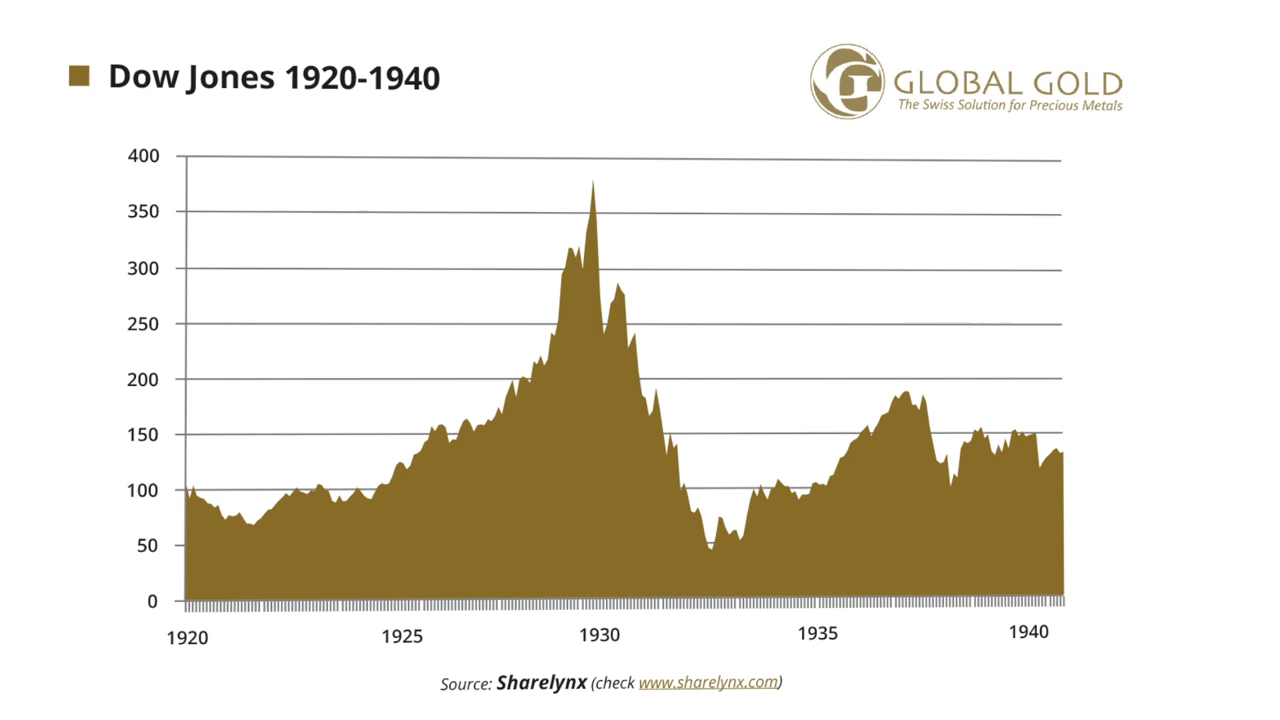 Dow Jones 1920-1940
GLOBAL GOLD
The Swiss Solution for Precious Metals
400
350
300
250
200
150
100
50
0
1920 1925 1930 1935 1940
Source: Sharelynx (check www.sharelynx.com)